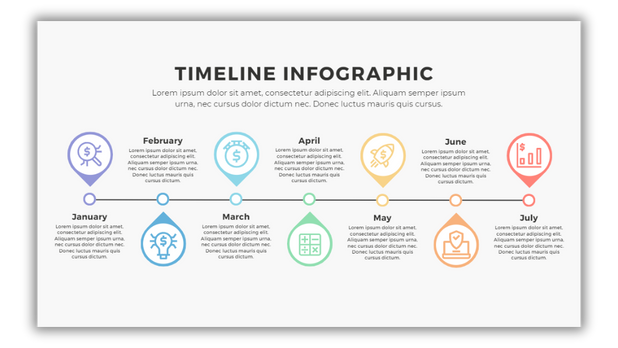 TIMELINE INFOGRAPHIC
Lorem ipsum dolor sit amet, consectetur adipiscing elit. Aliquam semper ipsum
urna, nec cursus dolor dictum nec. Donec luctus mauris quis cursus.
February
Lorem ipsum dolor sit amet,
consectetur adipiscing elit.
Aliquam semper ipsum urna,
nec cursus dolor dictum nec.
Donec luctus mauris quis
cursus dictum.
April
Lorem ipsum dolor sit amet,
consectetur adipiscing elit.
Aliquam semper ipsum urna,
nec cursus dolor dictum nec.
Donec luctus mauris quis
cursus dictum.
June
Lorem ipsum dolor sit amet,
consectetur adipiscing elit.
Aliquam semper ipsum urna,
nec cursus dolor dictum nec.
Donec luctus mauris quis
cursus dictum.
January
Lorem ipsum dolor sit amet,
consectetur adipiscing elit.
Aliquam semper ipsum urna,
nec cursus dolor dictum nec.
Donec luctus mauris quis
cursus dictum.
March
Lorem ipsum dolor sit amet,
consectetur adipiscing elit.
Aliquam semper ipsum urna,
nec cursus dolor dictum nec.
Donec luctus mauris quis
cursus dictum.
May
Lorem ipsum dolor sit amet,
consectetur adipiscing elit.
Aliquam semper ipsum urna,
nec cursus dolor dictum nec.
Donec luctus mauris quis
cursus dictum.
July
Lorem ipsum dolor sit amet,
consectetur adipiscing elit.
Aliquam semper ipsum urna,
nec cursus dolor dictum nec.
Donec luctus mauris quis
cursus dictum.